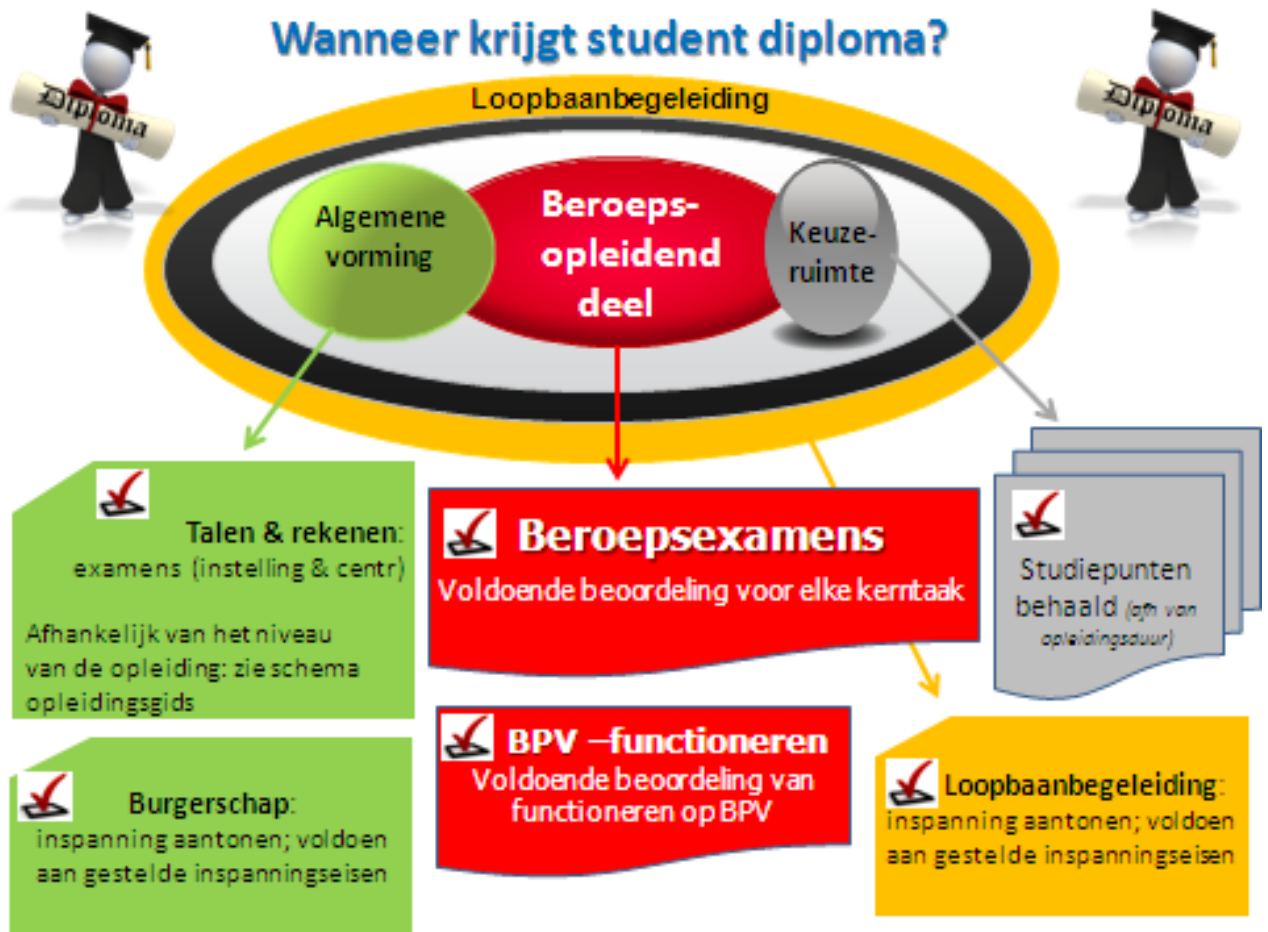 Wanneer krijgt student diploma?
Diploma
Diploma
Loopbaanbegeleiding
Algemene
vorming
Beroeps-
opleidend
deel
Keuze-
ruimte
Talen & rekenen:
examens (instelling & centr)
Afhankelijk van het niveau
van de opleiding: zie schema
opleidingsgids
Beroepsexamens
Voldoende beoordeling voor elke kerntaak
Studiepunten
behaald (afh van
opleidingsduur)
Burgerschap:
inspanning aantonen; voldoen
aan gestelde inspanningseisen
BPV –functioneren
Voldoende beoordeling van
functioneren op BPV
Loopbaanbegeleiding:
inspanning aantonen; voldoen
aan gestelde inspanningseisen